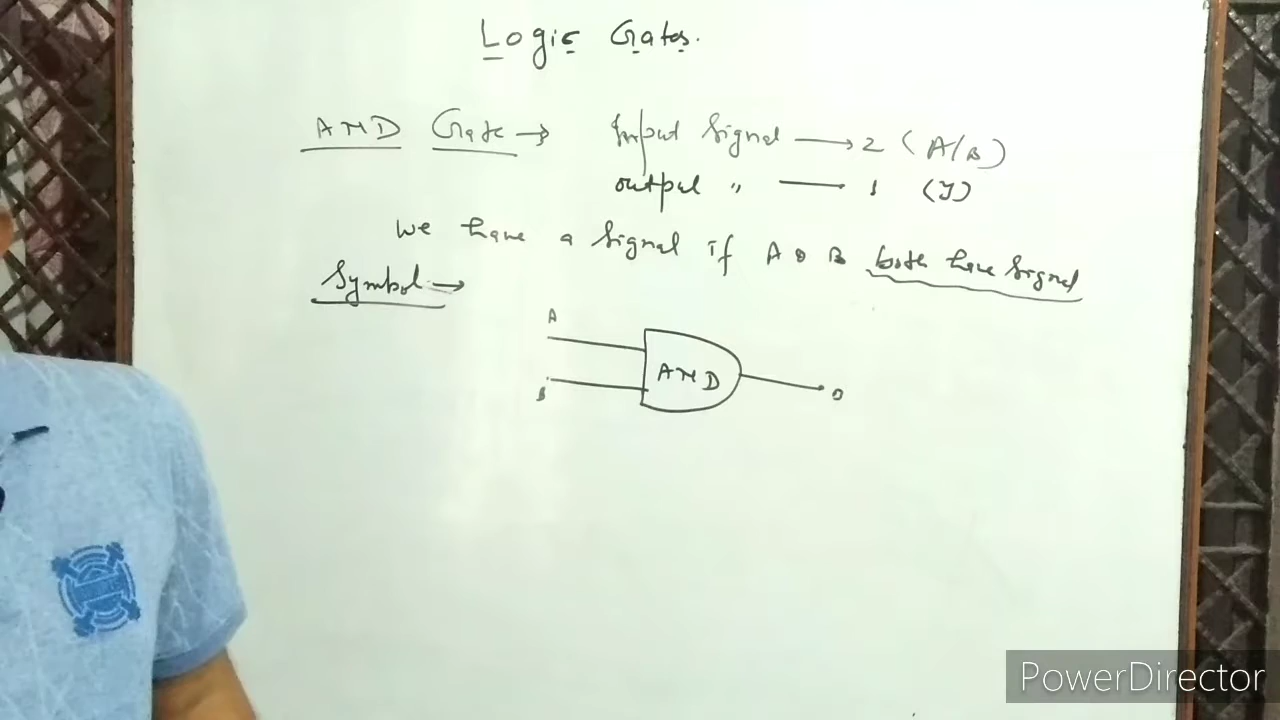 Logic Gates.
AND Gate → Input Signal → 2 (A/B)
output " — 1 (Y)
We have a Signal if A & B both have Signal
Symbol →
A
AND
B
PowerDirector